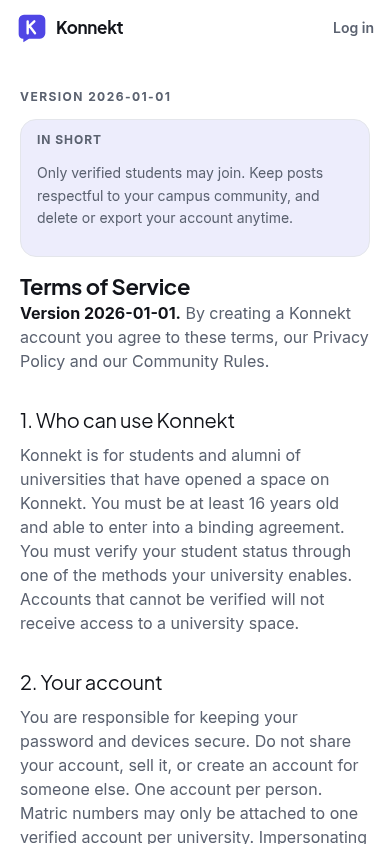 Konnekt
Log in
VERSION 2026-01-01
IN SHORT
Only verified students may join. Keep posts
respectful to your campus community, and
delete or export your account anytime.
Terms of Service
Version 2026-01-01. By creating a Konnekt
account you agree to these terms, our Privacy
Policy and our Community Rules.
1. Who can use Konnekt
Konnekt is for students and alumni of
universities that have opened a space on
Konnekt. You must be at least 16 years old
and able to enter into a binding agreement.
You must verify your student status through
one of the methods your university enables.
Accounts that cannot be verified will not
receive access to a university space.
2. Your account
You are responsible for keeping your
password and devices secure. Do not share
your account, sell it, or create an account for
someone else. One account per person.
Matric numbers may only be attached to one
verified account per university. Impersonating